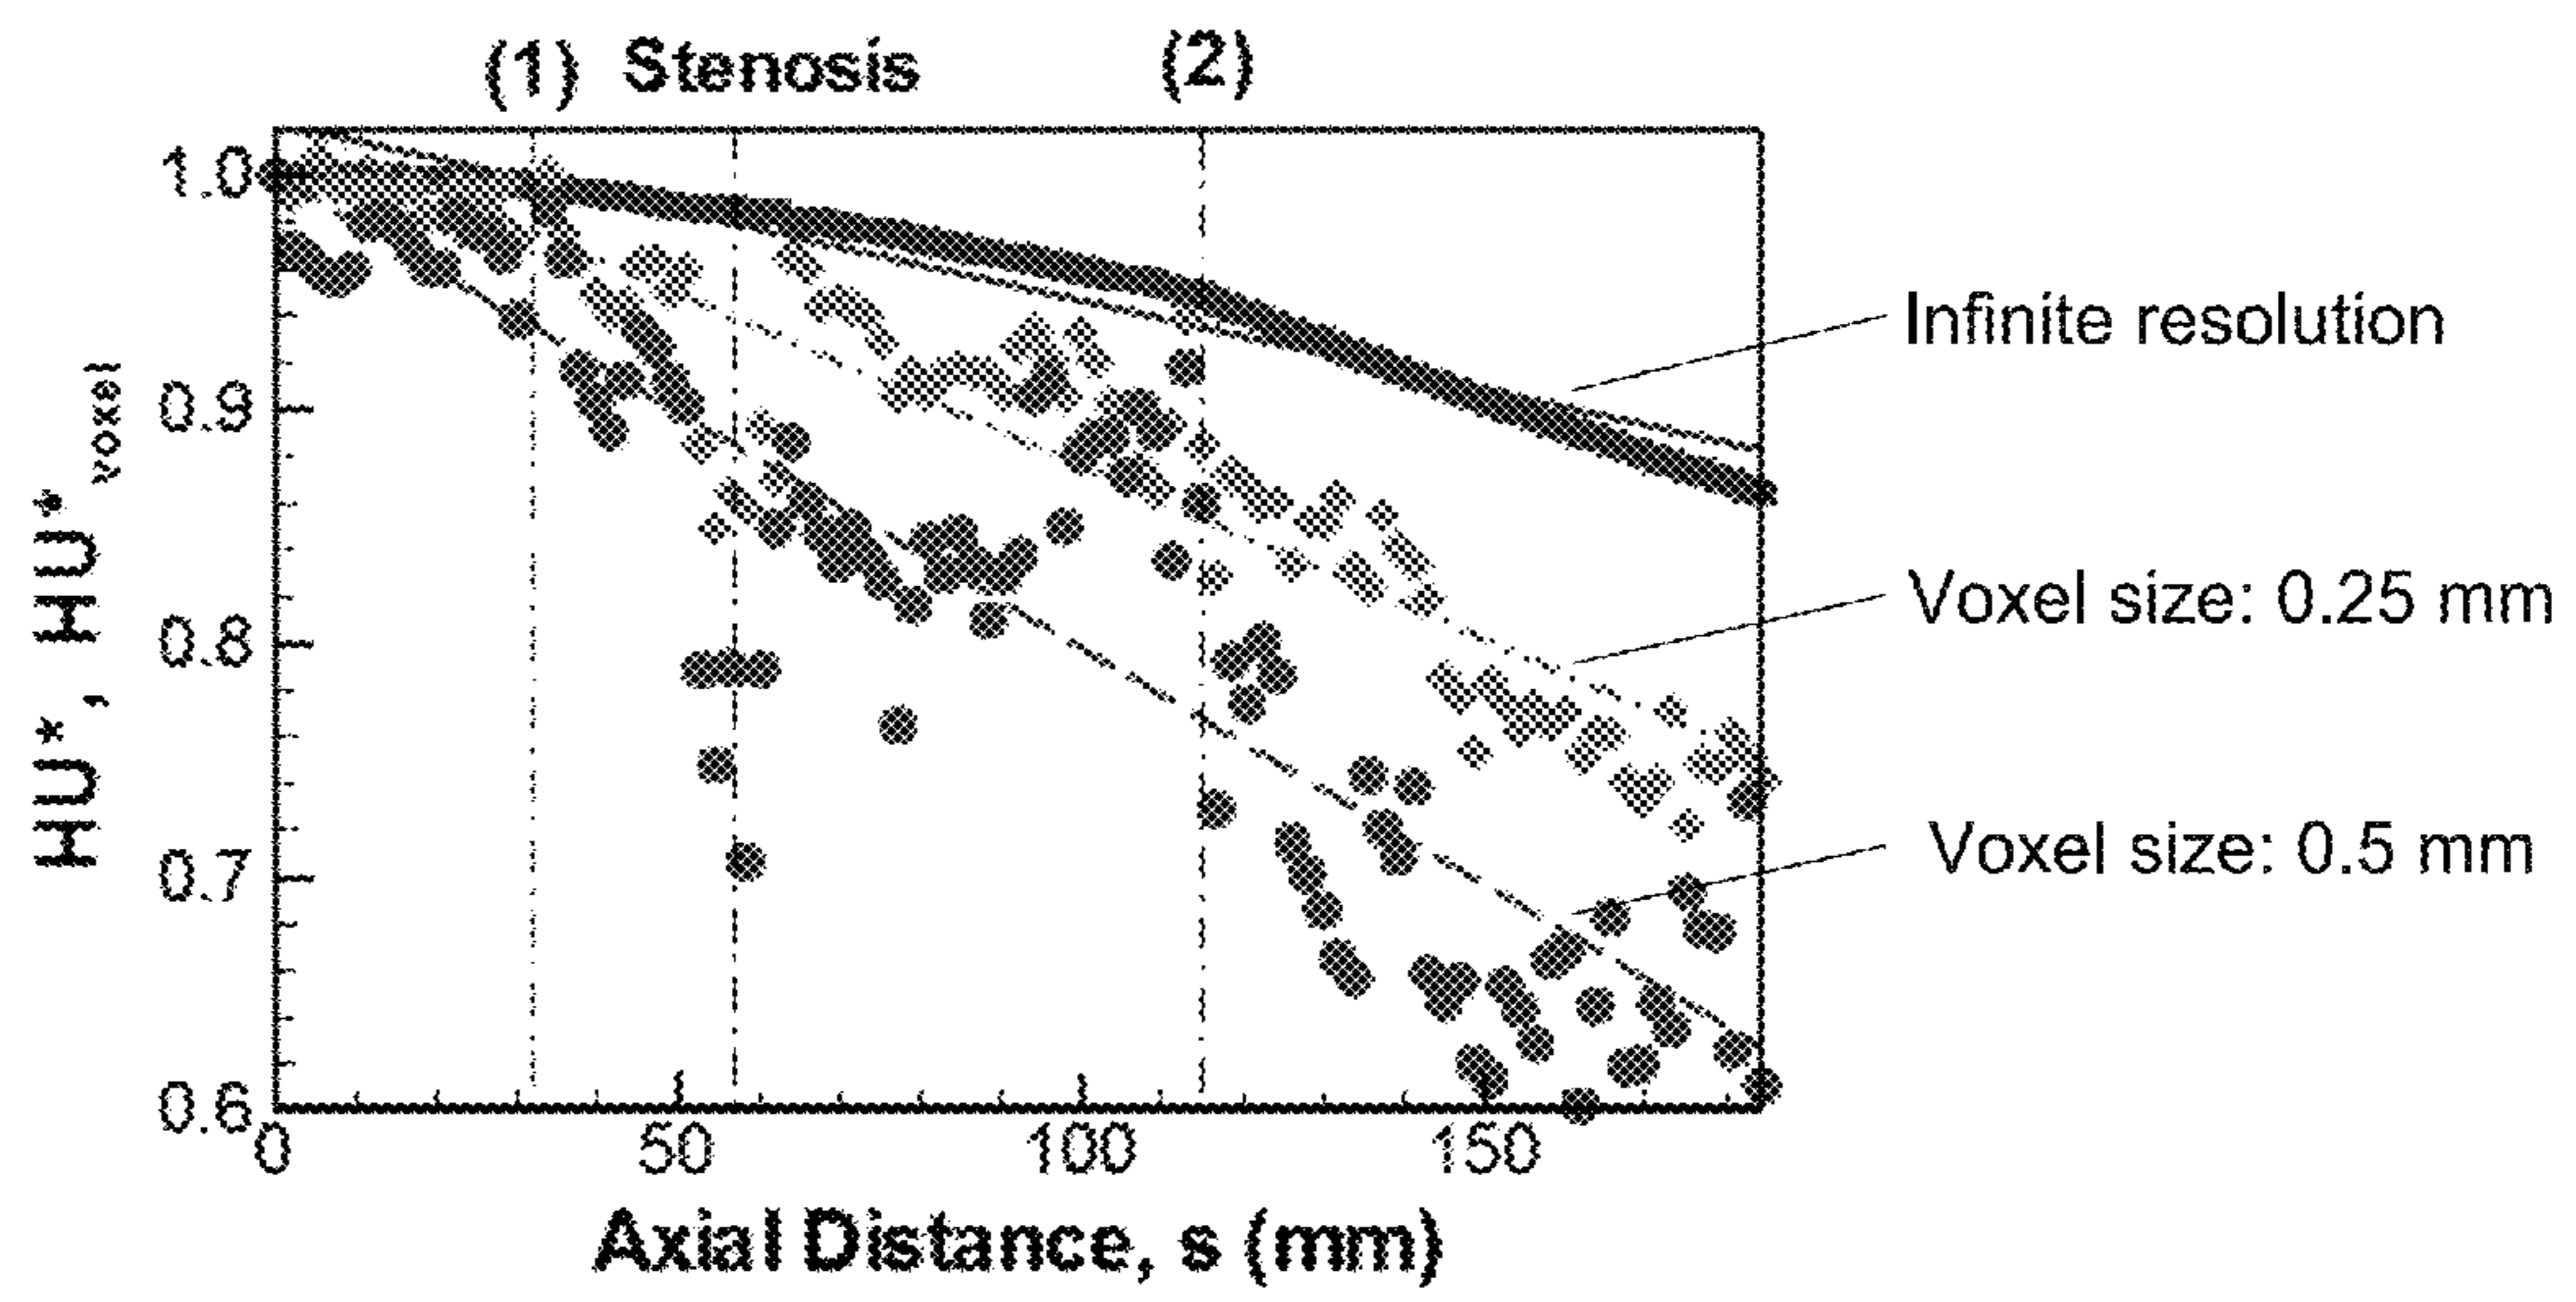 (1) Stenosis (2)
1.0
0.9
0.8
0.7
0.6
HU*, HU*voxel
0 50 100 150
Axial Distance, s (mm)
Infinite resolution
Voxel size: 0.25 mm
Voxel size: 0.5 mm